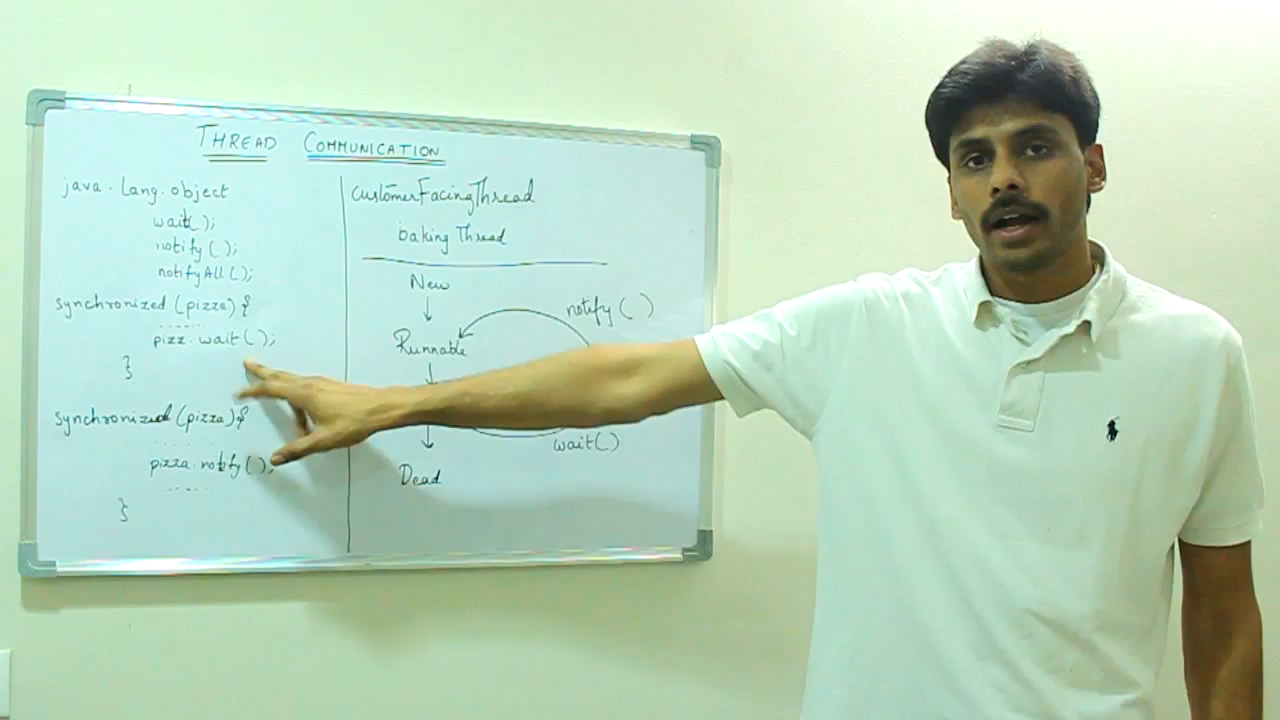 THREAD COMMUNICATION
java.lang.object
wait();
notify();
notifyAll();
synchronized (pizza) {
......
pizz.wait();
}
synchronized (pizza) {
......
pizza.notify();
......
}
customerFacingThread
baking Thread
New
Runnable
notify()
wait()
Dead